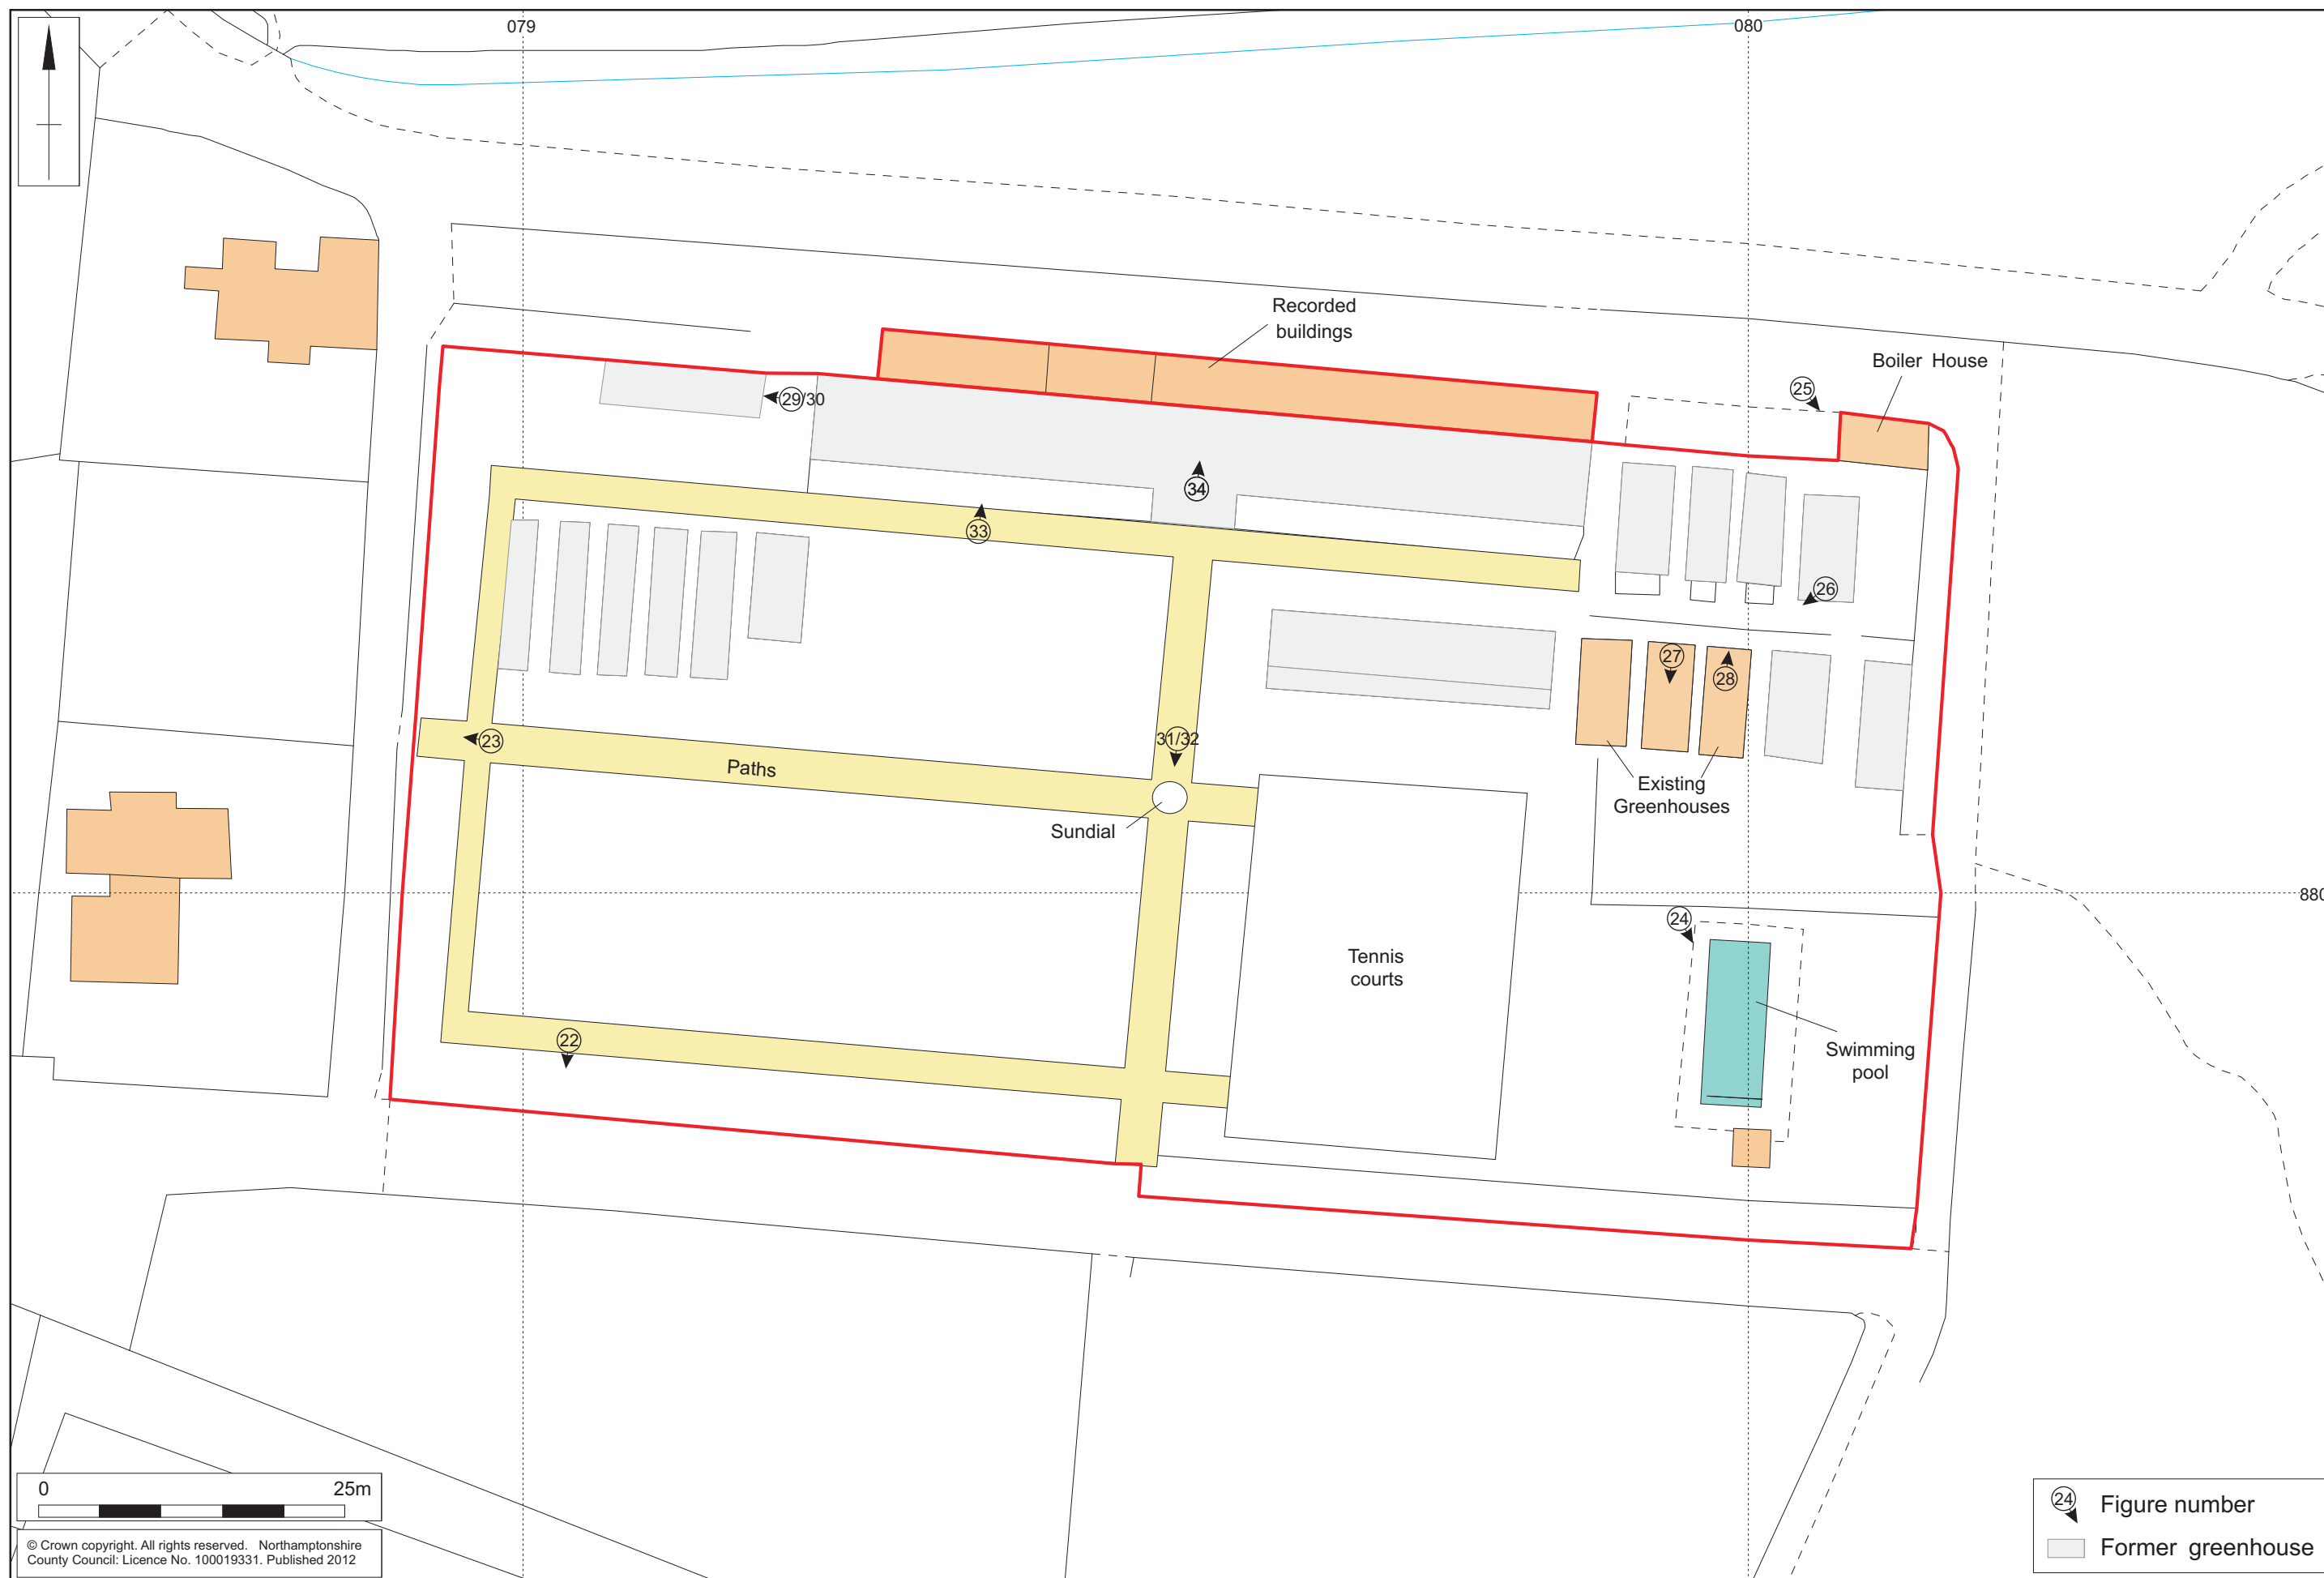 079
080
Recorded
buildings
Boiler House
25
29/30
34
33
26
27
28
23
31/32
Paths
Existing
Greenhouses
Sundial
880
24
Tennis
courts
22
Swimming
pool
0 25m
© Crown copyright. All rights reserved. Northamptonshire
County Council: Licence No. 100019331. Published 2012
24 Figure number
Former greenhouse